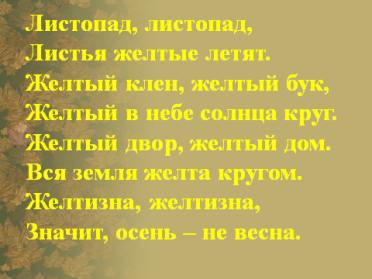 Листопад, листопад,
Листья желтые летят.
Желтый клен, желтый бук,
Желтый в небе солнца круг.
Желтый двор, желтый дом.
Вся земля желта кругом.
Желтизна, желтизна,
Значит, осень – не весна.